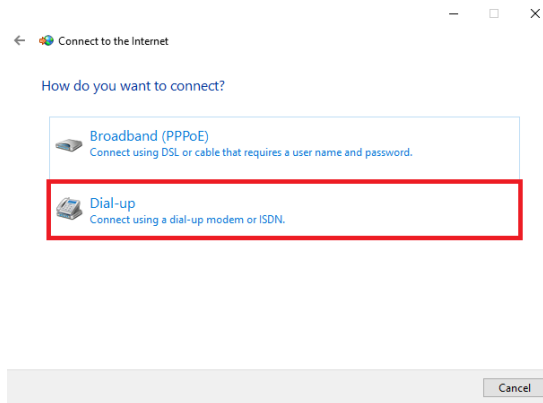 Connect to the Internet
How do you want to connect?
Broadband (PPPoE)
Connect using DSL or cable that requires a user name and password.
Dial-up
Connect using a dial-up modem or ISDN.
Cancel